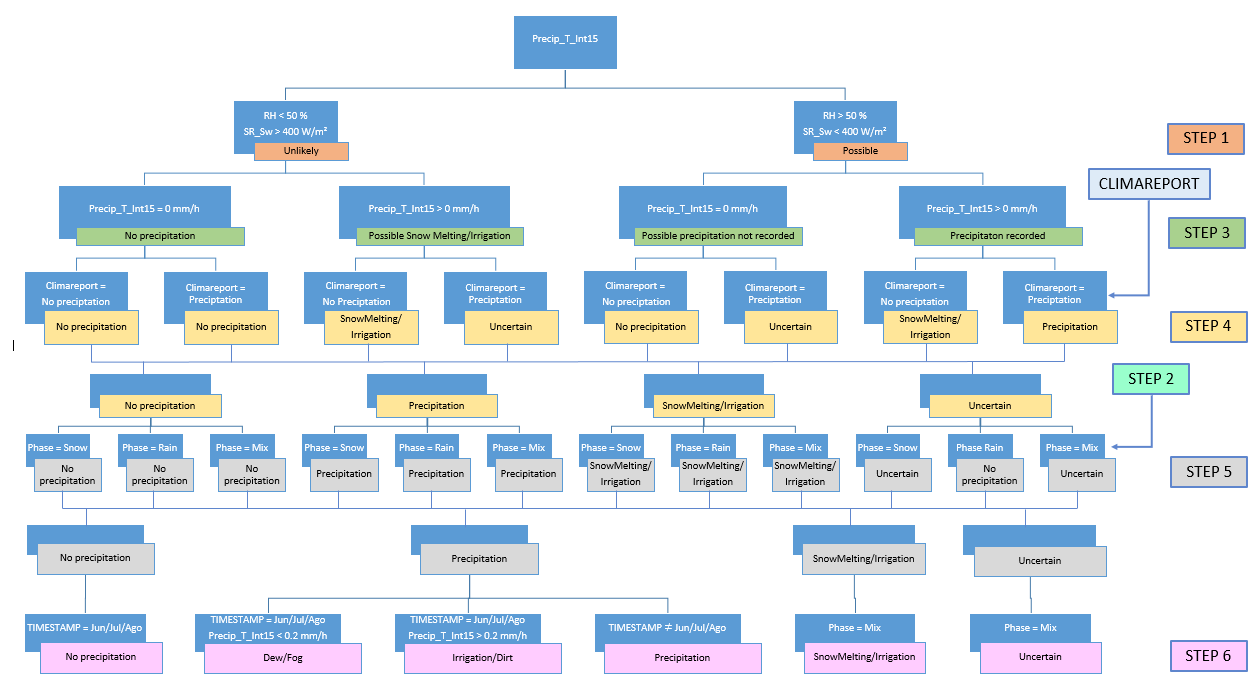 Precip_T_Int15
RH < 50 %
SR_Sw > 400 W/m²
Unlikely
RH > 50 %
SR_Sw < 400 W/m²
Possible
STEP 1
CLIMAREPORT
Precip_T_Int15 = 0 mm/h
No precipitation
Precip_T_Int15 > 0 mm/h
Possible Snow Melting/Irrigation
Precip_T_Int15 = 0 mm/h
Possible precipitation not recorded
Precip_T_Int15 > 0 mm/h
Precipitaton recorded
STEP 3
Climareport =
No preciptation
No precipitation
Climareport =
Preciptation
No precipitation
Climareport =
No Preciptation
SnowMelting/
Irrigation
Climareport =
Preciptation
Uncertain
Climareport =
No preciptation
No precipitation
Climareport =
Preciptation
Uncertain
Climareport =
No preciptation
SnowMelting/
Irrigation
Climareport =
Preciptation
Precipitation
STEP 4
STEP 2
No precipitation
Precipitation
SnowMelting/Irrigation
Uncertain
Phase = Snow
No
precipitation
Phase = Rain
No
precipitation
Phase = Mix
No
precipitation
Phase = Snow
Precipitation
Phase = Rain
Precipitation
Phase = Mix
Precipitation
Phase = Snow
SnowMelting/
Irrigation
Phase = Rain
SnowMelting/
Irrigation
Phase = Mix
SnowMelting/
Irrigation
Phase = Snow
Uncertain
Phase Rain
No
precipitation
Phase = Mix
Uncertain
STEP 5
No precipitation
Precipitation
SnowMelting/Irrigation
Uncertain
TIMESTAMP = Jun/Jul/Ago
No precipitation
TIMESTAMP = Jun/Jul/Ago
Precip_T_Int15 < 0.2 mm/h
Dew/Fog
TIMESTAMP = Jun/Jul/Ago
Precip_T_Int15 > 0.2 mm/h
Irrigation/Dirt
TIMESTAMP ≠ Jun/Jul/Ago
Precipitation
Phase = Mix
SnowMelting/Irrigation
Phase = Mix
Uncertain
STEP 6